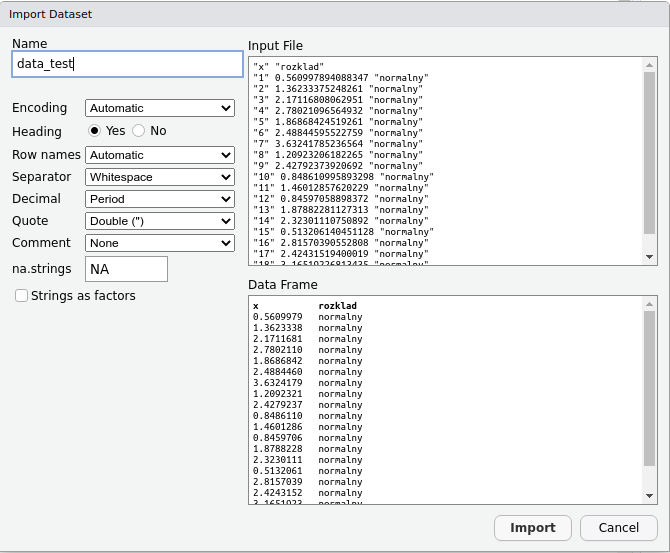 Import Dataset
Name
data_test
Encoding Automatic
Heading Yes No
Row names Automatic
Separator Whitespace
Decimal Period
Quote Double (")
Comment None
na.strings NA
Strings as factors
Input File
"x" "rozklad"
"1" 0.560997894088347 "normalny"
"2" 1.36233375248261 "normalny"
"3" 2.17116808062951 "normalny"
"4" 2.78021096564932 "normalny"
"5" 1.86868424519261 "normalny"
"6" 2.48844595522759 "normalny"
"7" 3.63241785236564 "normalny"
"8" 1.20923206182265 "normalny"
"9" 2.42792373920692 "normalny"
"10" 0.848610995893298 "normalny"
"11" 1.46012857620229 "normalny"
"12" 0.84597058898372 "normalny"
"13" 1.87882281127313 "normalny"
"14" 2.32301110750892 "normalny"
"15" 0.513206140451128 "normalny"
"16" 2.81570390552808 "normalny"
"17" 2.42431519400019 "normalny"
"18" 3.16519226813435 "normalny"
Data Frame
x rozklad
0.5609979 normalny
1.3623338 normalny
2.1711681 normalny
2.7802110 normalny
1.8686842 normalny
2.4884460 normalny
3.6324179 normalny
1.2092321 normalny
2.4279237 normalny
0.8486110 normalny
1.4601286 normalny
0.8459706 normalny
1.8788228 normalny
2.3230111 normalny
0.5132061 normalny
2.8157039 normalny
2.4243152 normalny
3.1651923 normalny
Import Cancel